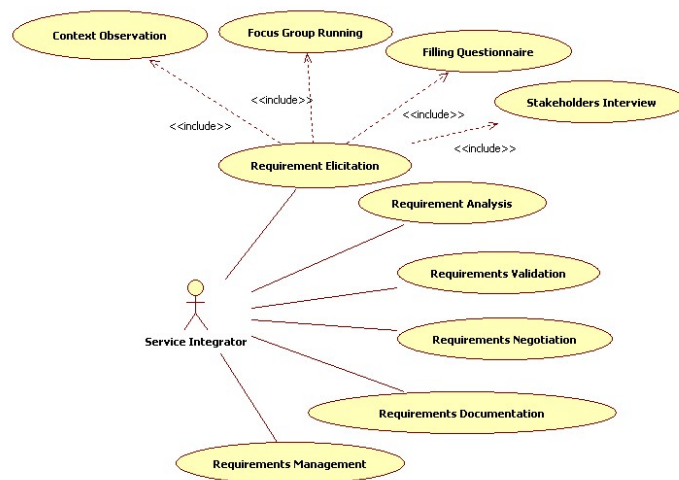 Context Observation
Focus Group Running
Filling Questionnaire
Stakeholders Interview
<<include>>
<<include>>
<<include>>
<<include>>
Requirement Elicitation
Requirement Analysis
Requirements Validation
Requirements Negotiation
Service Integrator
Requirements Documentation
Requirements Management